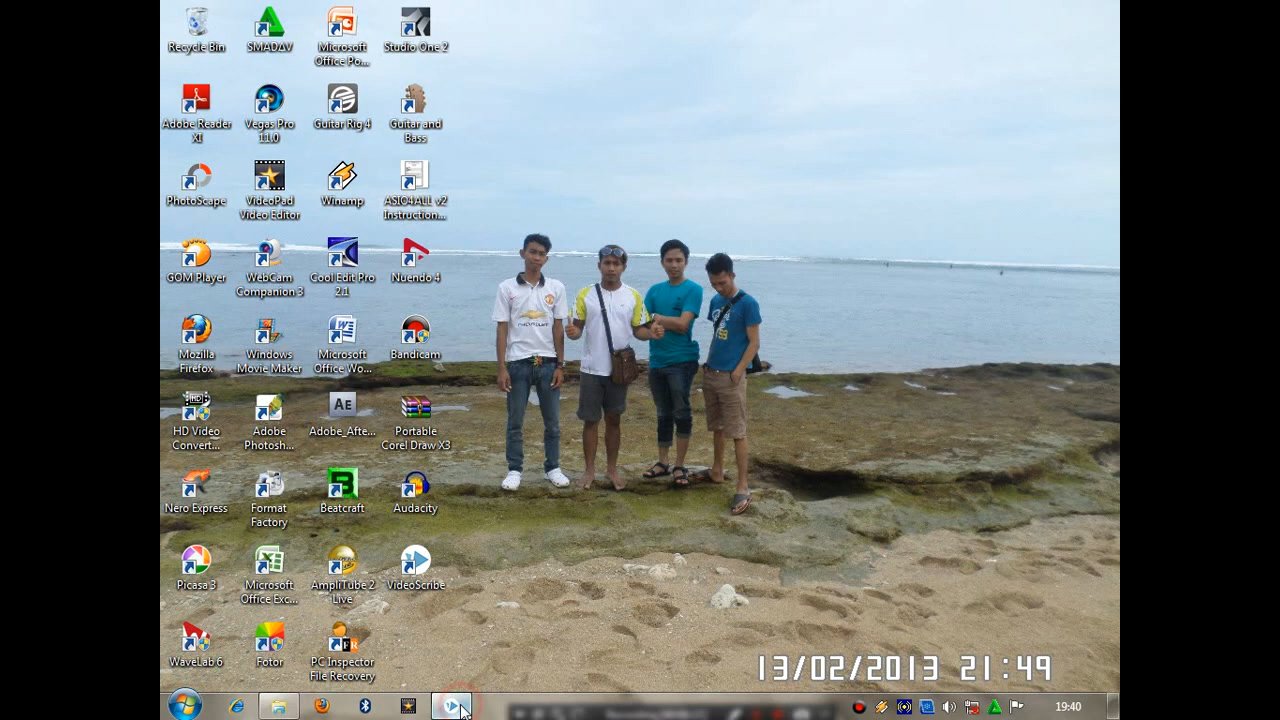 Recycle Bin
SMADΔV
Microsoft
Office Po...
Studio One 2
Adobe Reader
XI
Vegas Pro
11.0
Guitar Rig 4
Guitar and
Bass
PhotoScape
VideoPad
Video Editor
Winamp
ASIO4ALL v2
Instruction...
GOM Player
WebCam
Companion 3
Cool Edit Pro
2.1
Nuendo 4
Mozilla
Firefox
Windows
Movie Maker
Microsoft
Office Wo...
Bandicam
HD Video
Convert...
Adobe
Photosh...
Adobe_Afte...
Portable
Corel Draw X3
Nero Express
Format
Factory
Beatcraft
Audacity
Picasa 3
Microsoft
Office Exc...
AmpliTube 2
Live
VideoScribe
WaveLab 6
Fotor
PC Inspector
File Recovery
CHEVROLET
13/02/2013 21:49
19:40